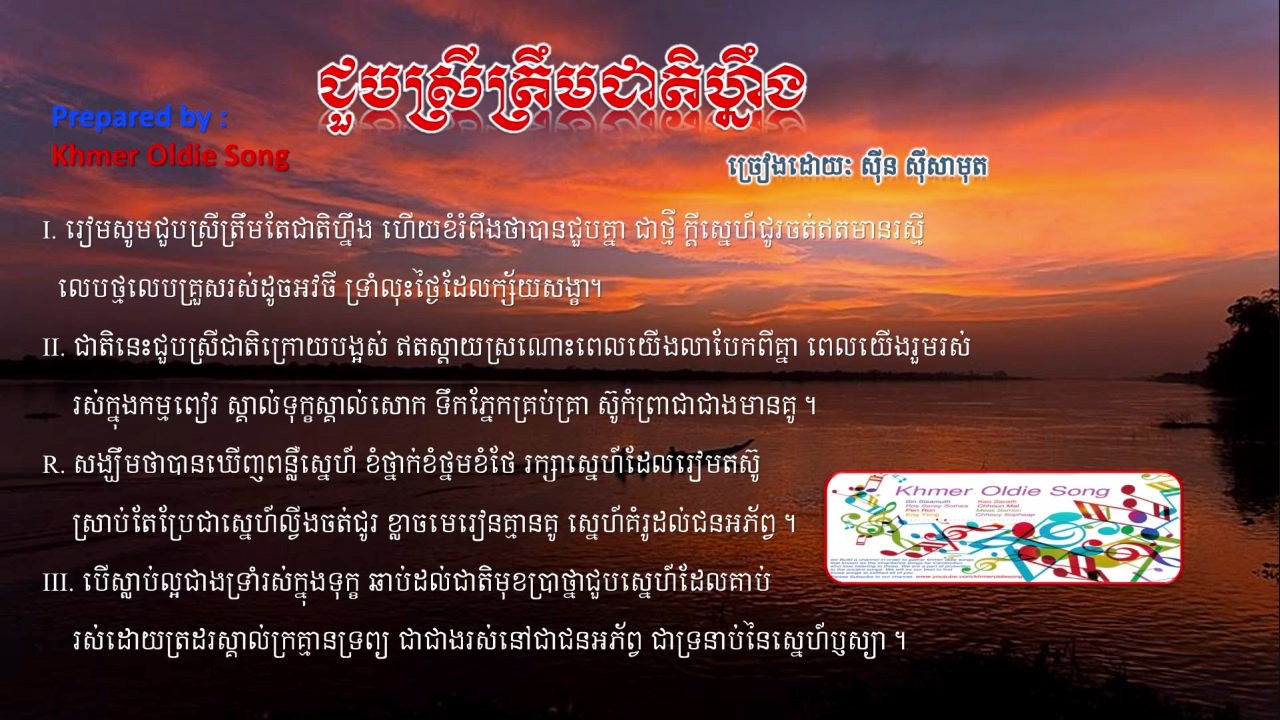 ជួបស្រីត្រឹមជាតិហ្នឹង
Prepared by :
Khmer Oldie Song
ច្រៀងដោយ: ស៊ីន ស៊ីសាមុត
I. រៀមសូមជួបស្រីត្រឹមតែជាតិហ្នឹង ហើយខំរំពឹងថាបានជួបគ្នា ជាថ្មី ក្ដីស្នេហ៍ជូរចត់ឥតមានរស្មី
លេបថ្មលេបគ្រួសរស់ដូចអវចី ទ្រាំលុះថ្ងៃដែលក្ស័យសង្ខា។
II. ជាតិនេះជួបស្រីជាតិក្រោយបង្អស់ ឥតស្ដាយស្រណោះពេលយើងលាបែកពីគ្នា ពេលយើងរួមរស់
រស់ក្នុងកម្មពៀរ ស្គាល់ទុក្ខស្គាល់សោក ទឹកភ្នែកគ្រប់គ្រា ស៊ូកំព្រាជាជាងមានគូ ។
R. សង្ឃឹមថាបានឃើញពន្លឺស្នេហ៍ ខំថ្នាក់ខំថ្នមខំថែ រក្សាស្នេហ៍ដែលរៀមតស៊ូ
ស្រាប់តែប្រែជាស្នេហ៍ល្វីងចត់ជូរ ខ្លាចមេរៀនគ្មានគូ ស្នេហ៍គំរូដល់ជនអភ័ព្វ ។
III. បើស្លាប់ល្អជាងទ្រាំរស់ក្នុងទុក្ខ ឆាប់ដល់ជាតិមុខប្រាថ្នាជួបស្នេហ៍ដែលគាប់
រស់ដោយត្រដរស្គាល់ក្រគ្មានទ្រព្យ ជាជាងរស់នៅជាជនអភ័ព្វ ជាទ្រនាប់នៃស្នេហ៍ឫស្យា ។
Khmer Oldie Song
Sin Sisamuth
Ros Serey Sothea
Pen Ron
Keo Sarath
Chhoun Mal
Meas Samon
Chhouy Sopheap